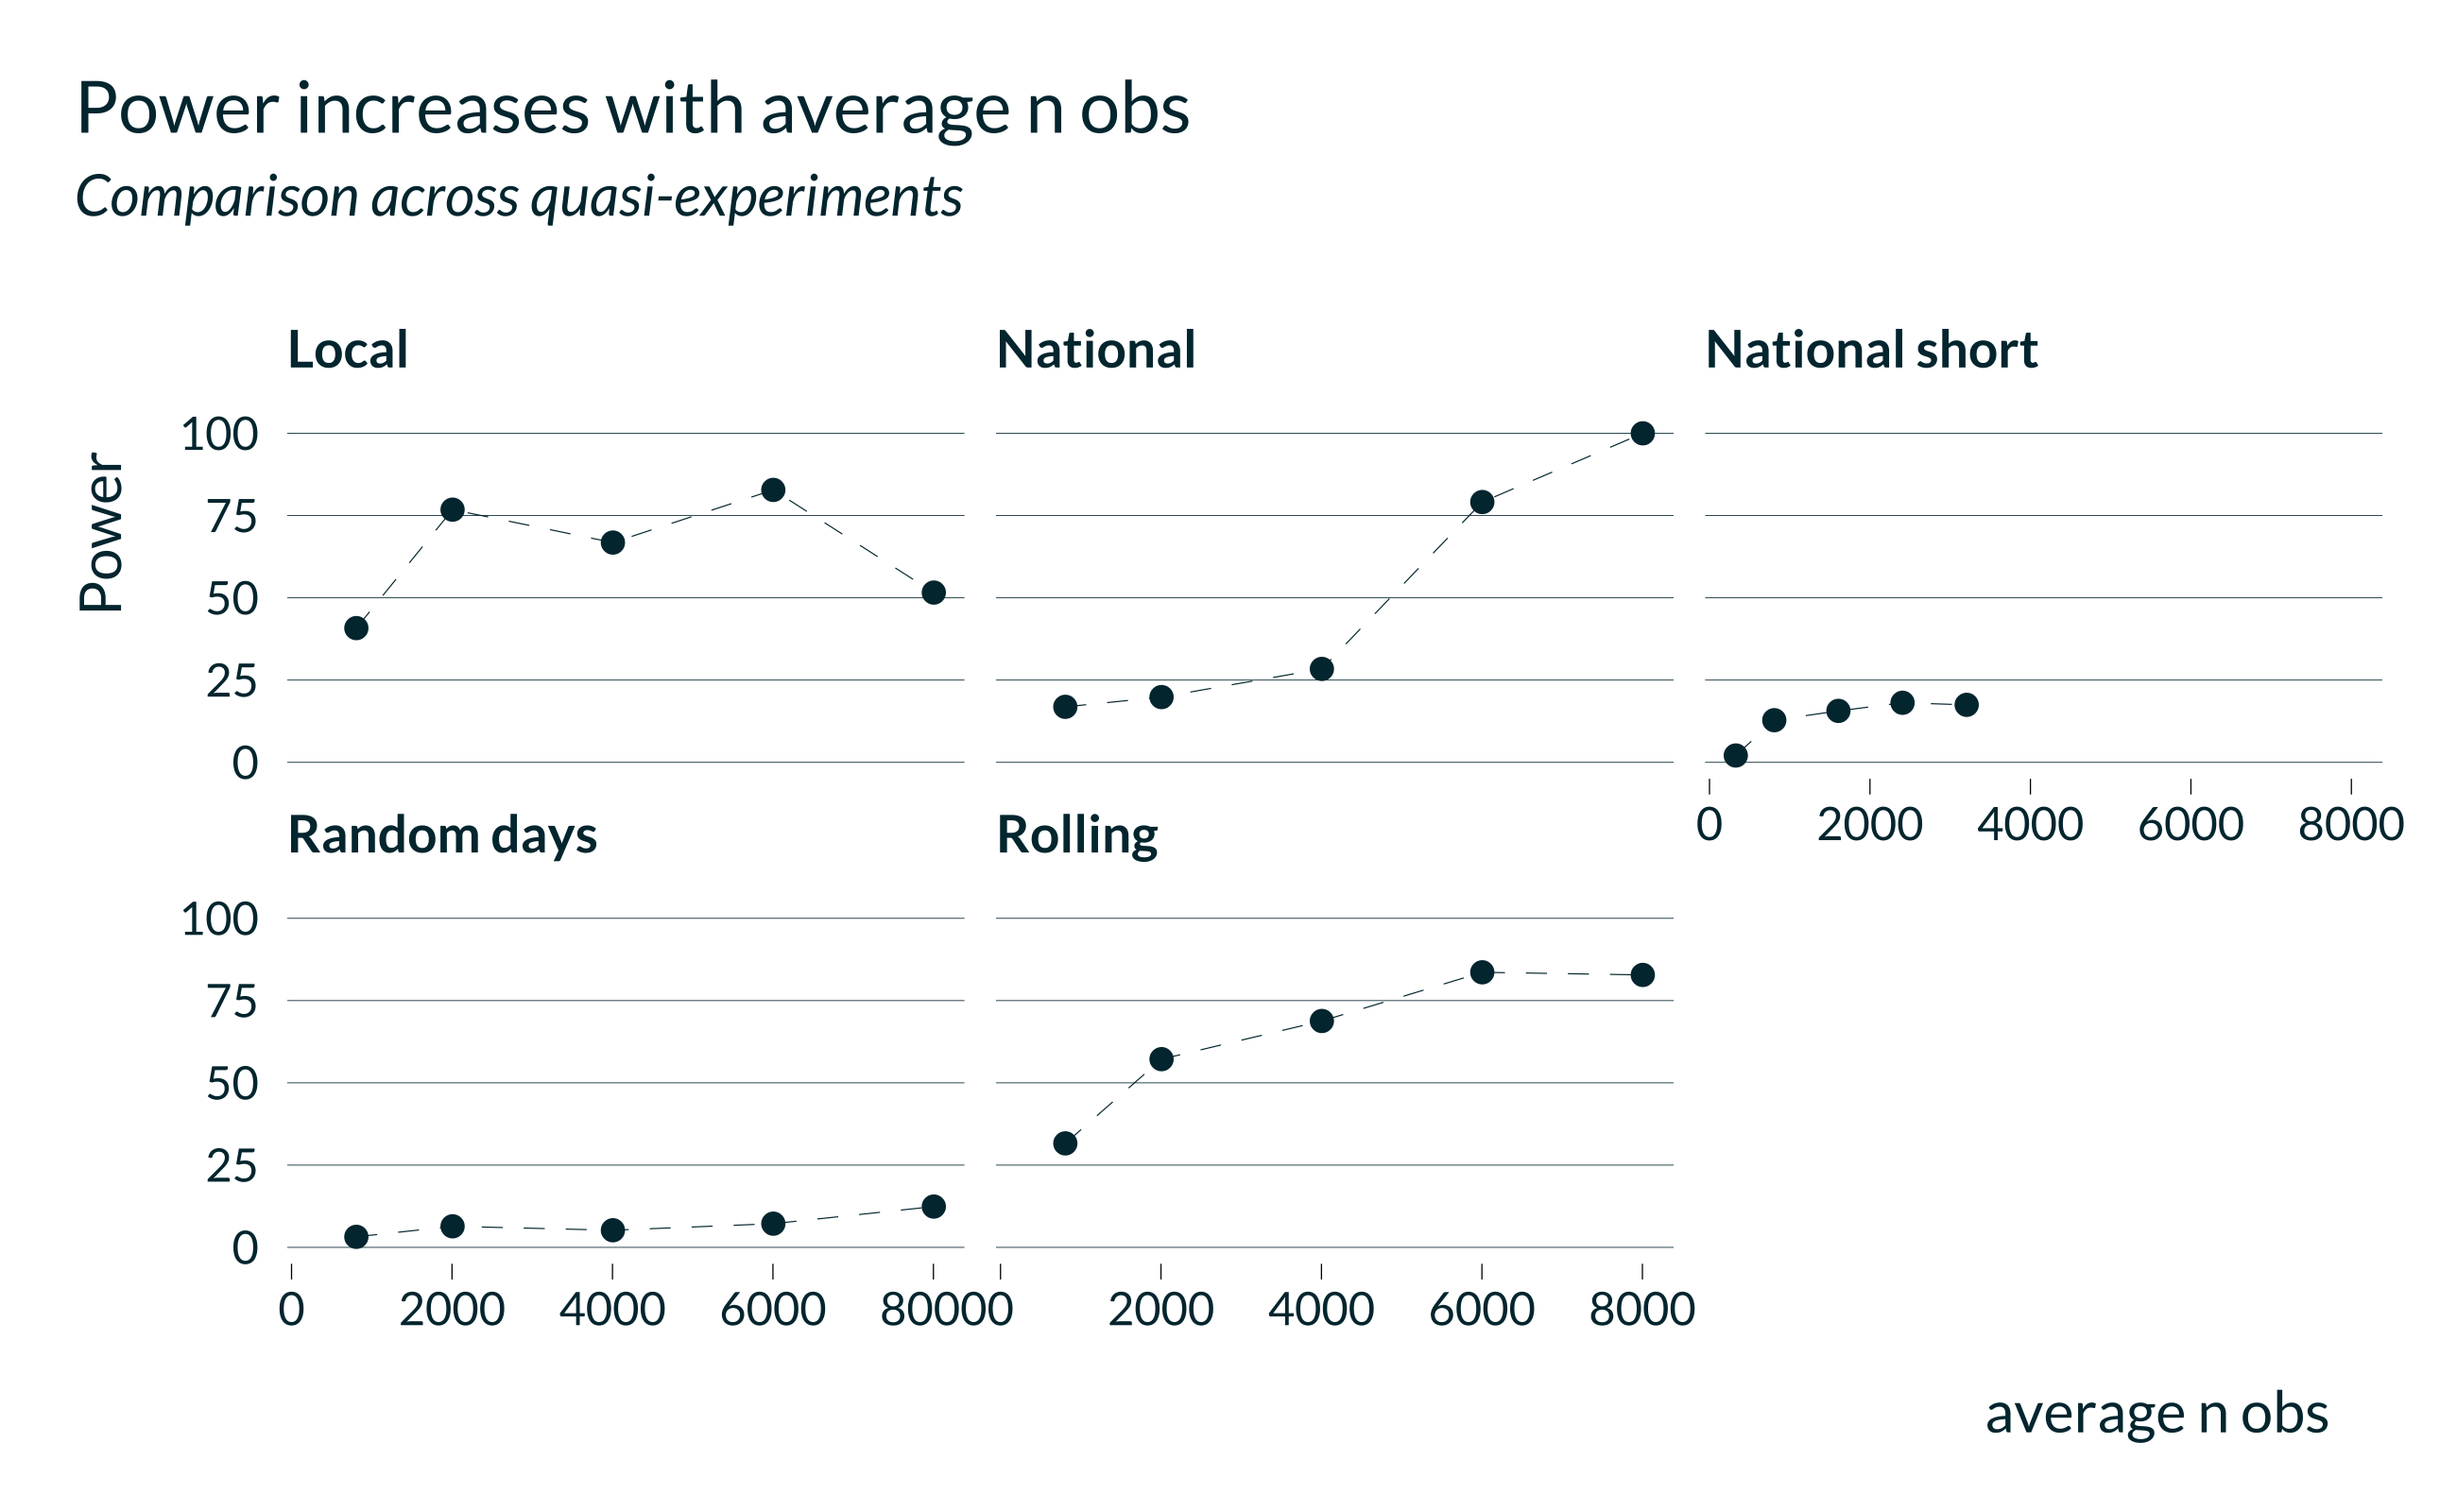 Power increases with average n obs
Comparison across quasi-experiments
Local
National
National short
Power
100
75
50
25
0
0 2000 4000 6000 8000
Random days
Rolling
100
75
50
25
0
0 2000 4000 6000 8000
0 2000 4000 6000 8000
average n obs